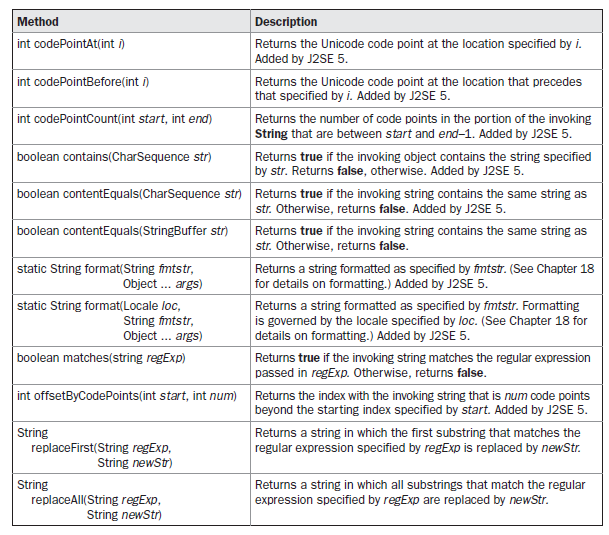 Method Description
int codePointAt(int i) Returns the Unicode code point at the location specified by i.
Added by J2SE 5.
int codePointBefore(int i) Returns the Unicode code point at the location that precedes
that specified by i. Added by J2SE 5.
int codePointCount(int start, int end) Returns the number of code points in the portion of the invoking
String that are between start and end–1. Added by J2SE 5.
boolean contains(CharSequence str) Returns true if the invoking object contains the string specified
by str. Returns false, otherwise. Added by J2SE 5.
boolean contentEquals(CharSequence str) Returns true if the invoking string contains the same string as
str. Otherwise, returns false. Added by J2SE 5.
boolean contentEquals(StringBuffer str) Returns true if the invoking string contains the same string as
str. Otherwise, returns false.
static String format(String fmtstr, Returns a string formatted as specified by fmtstr. (See Chapter 18
Object ... args) for details on formatting.) Added by J2SE 5.
static String format(Locale loc, Returns a string formatted as specified by fmtstr. Formatting
String fmtstr, is governed by the locale specified by loc. (See Chapter 18 for
Object ... args) details on formatting.) Added by J2SE 5.
boolean matches(string regExp) Returns true if the invoking string matches the regular expression
passed in regExp. Otherwise, returns false.
int offsetByCodePoints(int start, int num) Returns the index with the invoking string that is num code points
beyond the starting index specified by start. Added by J2SE 5.
String Returns a string in which the first substring that matches the
replaceFirst(String regExp, regular expression specified by regExp is replaced by newStr.
String newStr)
String Returns a string in which all substrings that match the regular
replaceAll(String regExp, expression specified by regExp are replaced by newStr.
String newStr)